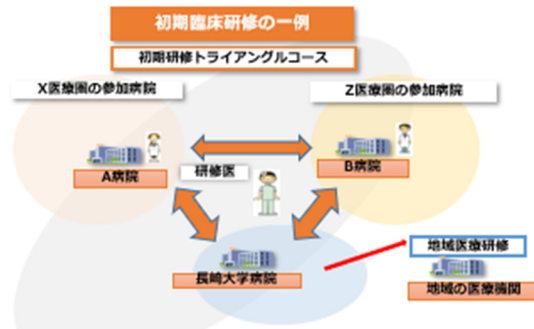 初期臨床研修の一例
初期研修トライアングルコース
X医療圏の参加病院
Z医療圏の参加病院
A病院
研修医
B病院
長崎大学病院
地域医療研修
地域の医療機関